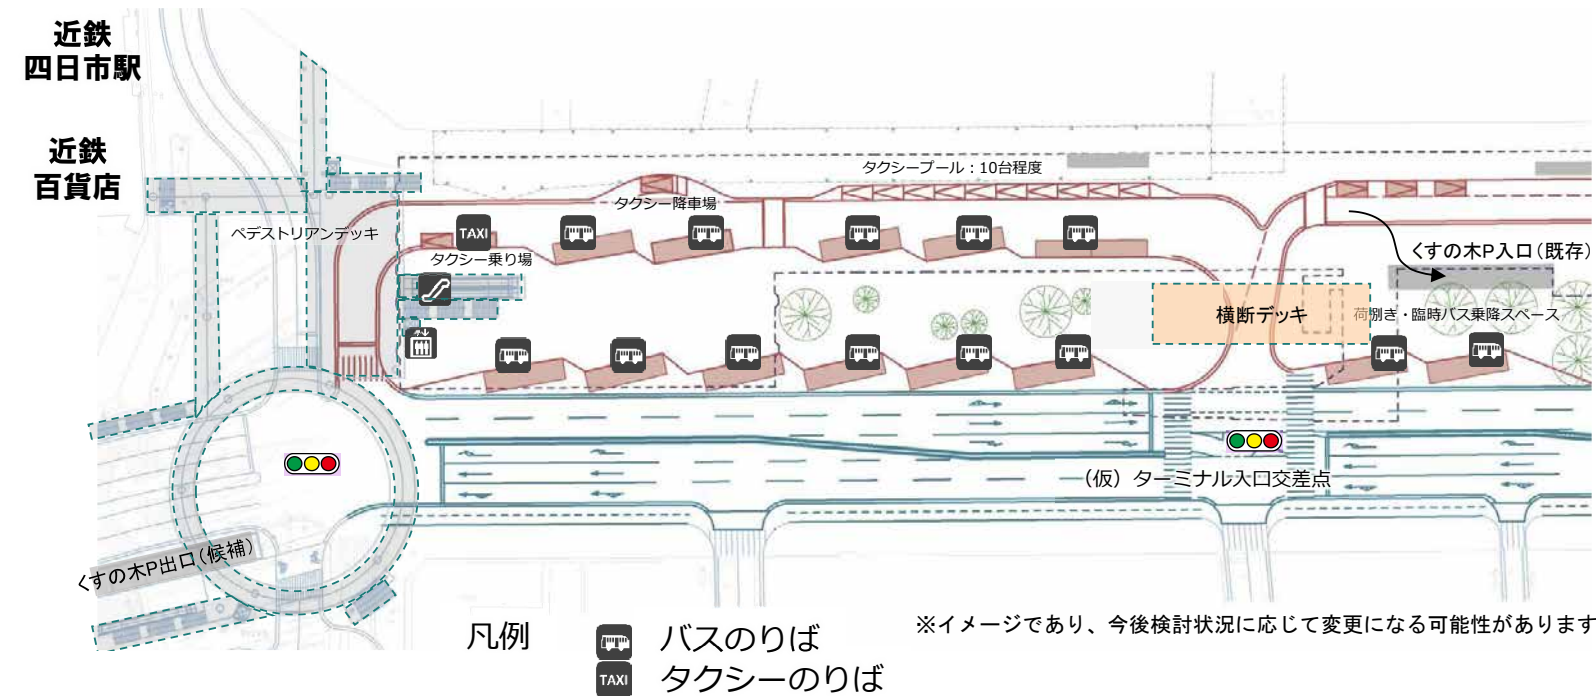 近鉄
四日市駅
近鉄
百貨店
タクシープール：10台程度
タクシー降車場
ペデストリアンデッキ
TAXI
タクシー乗り場
くすの木P入口（既存）
横断デッキ
荷捌き・臨時バス乗降スペース
（仮）ターミナル入口交差点
くすの木P出口（候補）
凡例
バスのりば
TAXI タクシーのりば
※イメージであり、今後検討状況に応じて変更になる可能性があります